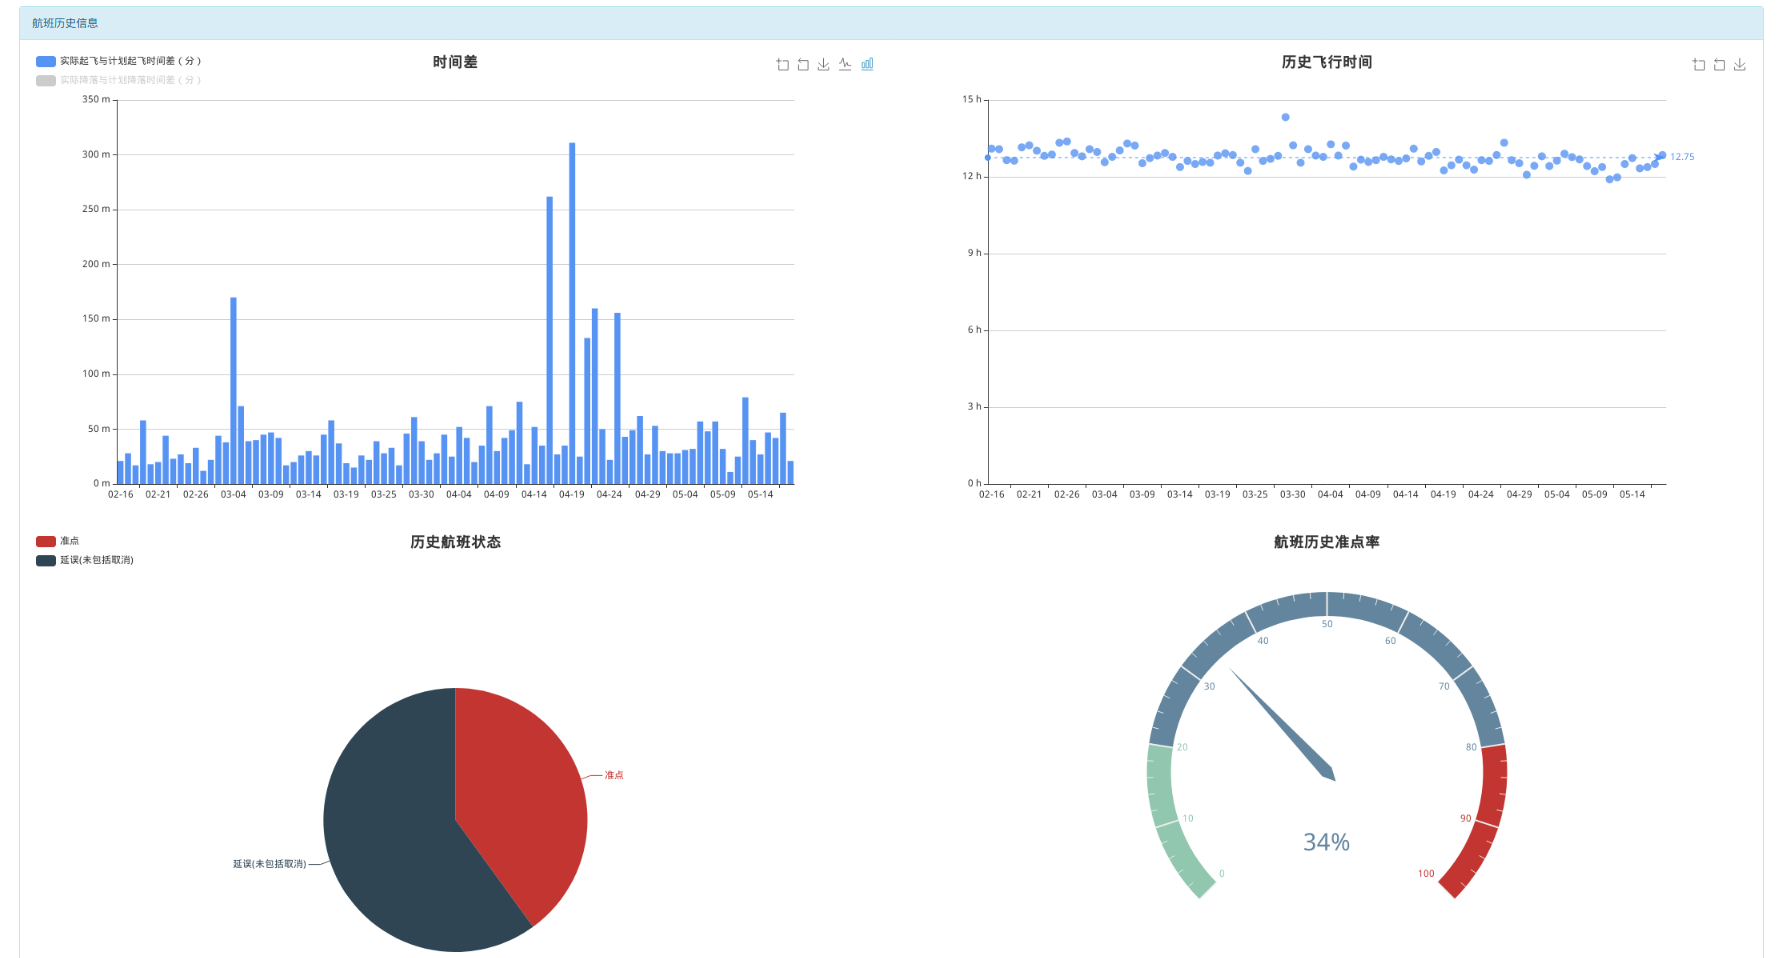 航班历史信息
实际起飞与计划起飞时间差（分）
实际降落与计划降落时间差（分）
时间差
350 m
300 m
250 m
200 m
150 m
100 m
50 m
0 m
02-16 02-21 02-26 03-04 03-09 03-14 03-19 03-25 03-30 04-04 04-09 04-14 04-19 04-24 04-29 05-04 05-09 05-14
历史飞行时间
15 h
12 h
9 h
6 h
3 h
0 h
12.75
02-16 02-21 02-26 03-04 03-09 03-14 03-19 03-25 03-30 04-04 04-09 04-14 04-19 04-24 04-29 05-04 05-09 05-14
准点
延误(未包括取消)
历史航班状态
准点
延误(未包括取消)
航班历史准点率
0
10
20
30
40
50
60
70
80
90
100
34%